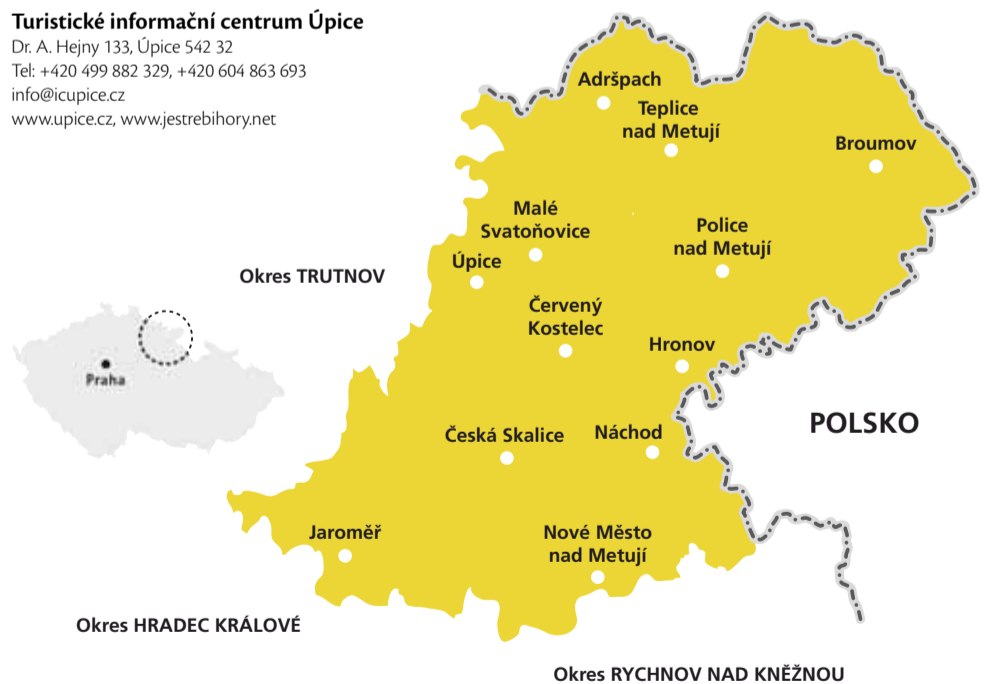 Turistické informační centrum Úpice
Dr. A. Hejny 133, Úpice 542 32
Tel: +420 499 882 329, +420 604 863 693
info@icupice.cz
www.upice.cz, www.jestrebihory.net
Adršpach
Teplice
nad Metují
Broumov
Malé
Svatoňovice
Police
nad Metují
Úpice
Okres TRUTNOV
Červený
Kostelec
Hronov
Praha
POLSKO
Česká Skalice
Náchod
Jaroměř
Nové Město
nad Metují
Okres HRADEC KRÁLOVÉ
Okres RYCHNOV NAD KNĚŽNOU